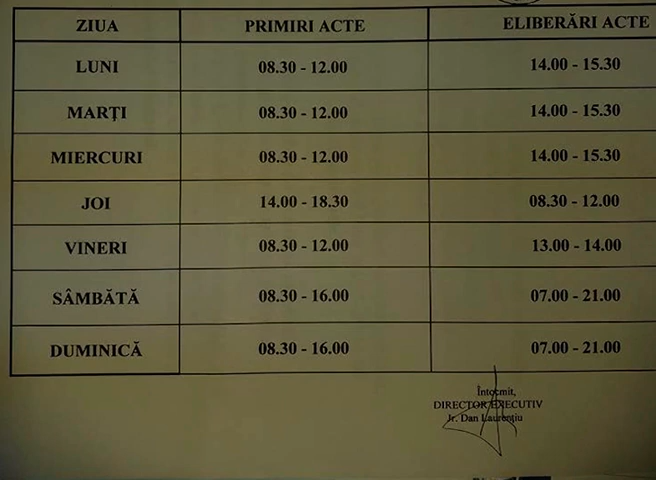 ZIUA PRIMIRI ACTE ELIBERĂRI ACTE
LUNI 08.30 - 12.00 14.00 - 15.30
MARŢI 08.30 - 12.00 14.00 - 15.30
MIERCURI 08.30 - 12.00 14.00 - 15.30
JOI 14.00 - 18.30 08.30 - 12.00
VINERI 08.30 - 12.00 13.00 - 14.00
SÂMBĂTĂ 08.30 - 16.00 07.00 - 21.00
DUMINICĂ 08.30 - 16.00 07.00 - 21.00
Întocmit,
DIRECTOR EXECUTIV
Jr. Dan Laurenţiu